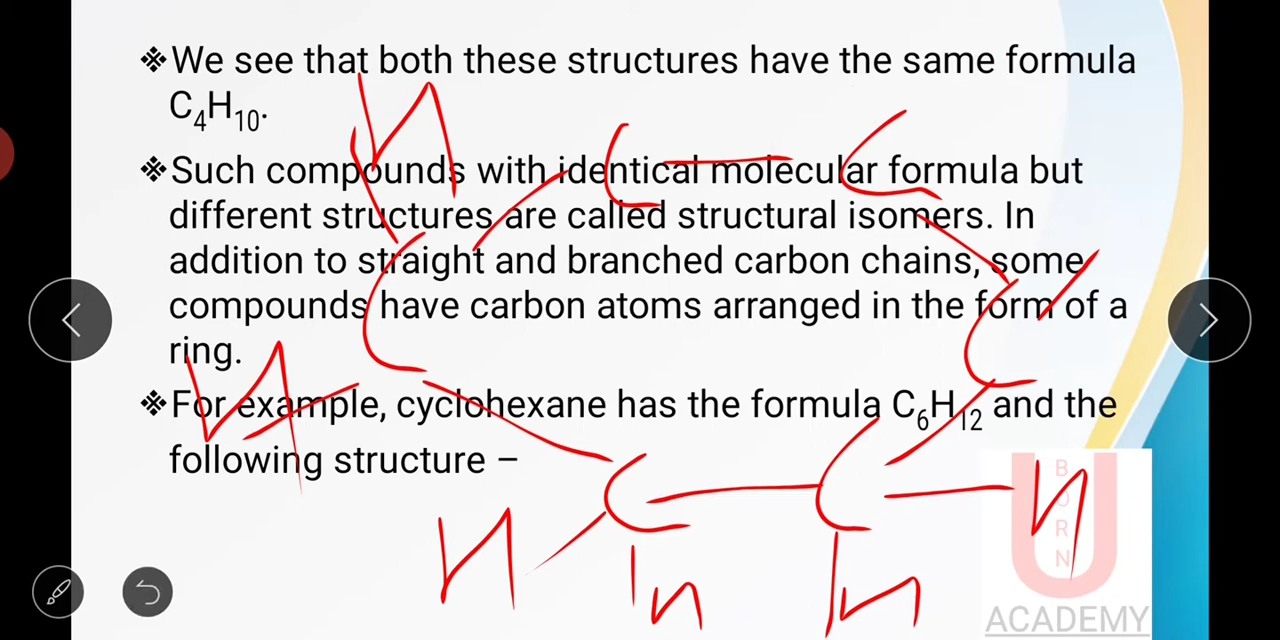 ❖We see that both these structures have the same formula
C₄H₁₀.
❖Such compounds with identical molecular formula but
different structures are called structural isomers. In
addition to straight and branched carbon chains, some
compounds have carbon atoms arranged in the form of a
ring.
❖For example, cyclohexane has the formula C₆H₁₂ and the
following structure –
H
C C
C C
H
C C H
H
H H
U
BORN
ACADEMY